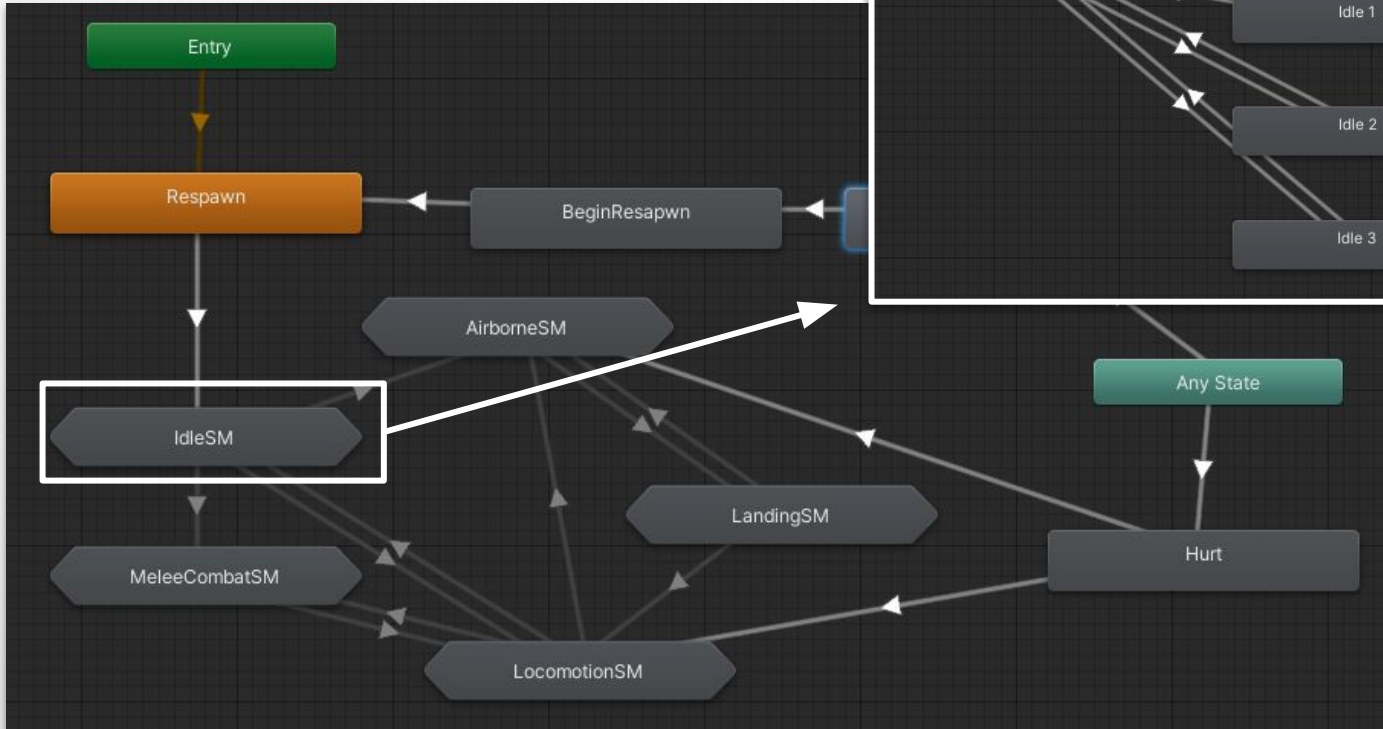 Entry
Idle 1
Idle 2
Idle 3
Respawn
BeginResapwn
AirborneSM
Any State
IdleSM
LandingSM
Hurt
MeleeCombatSM
LocomotionSM